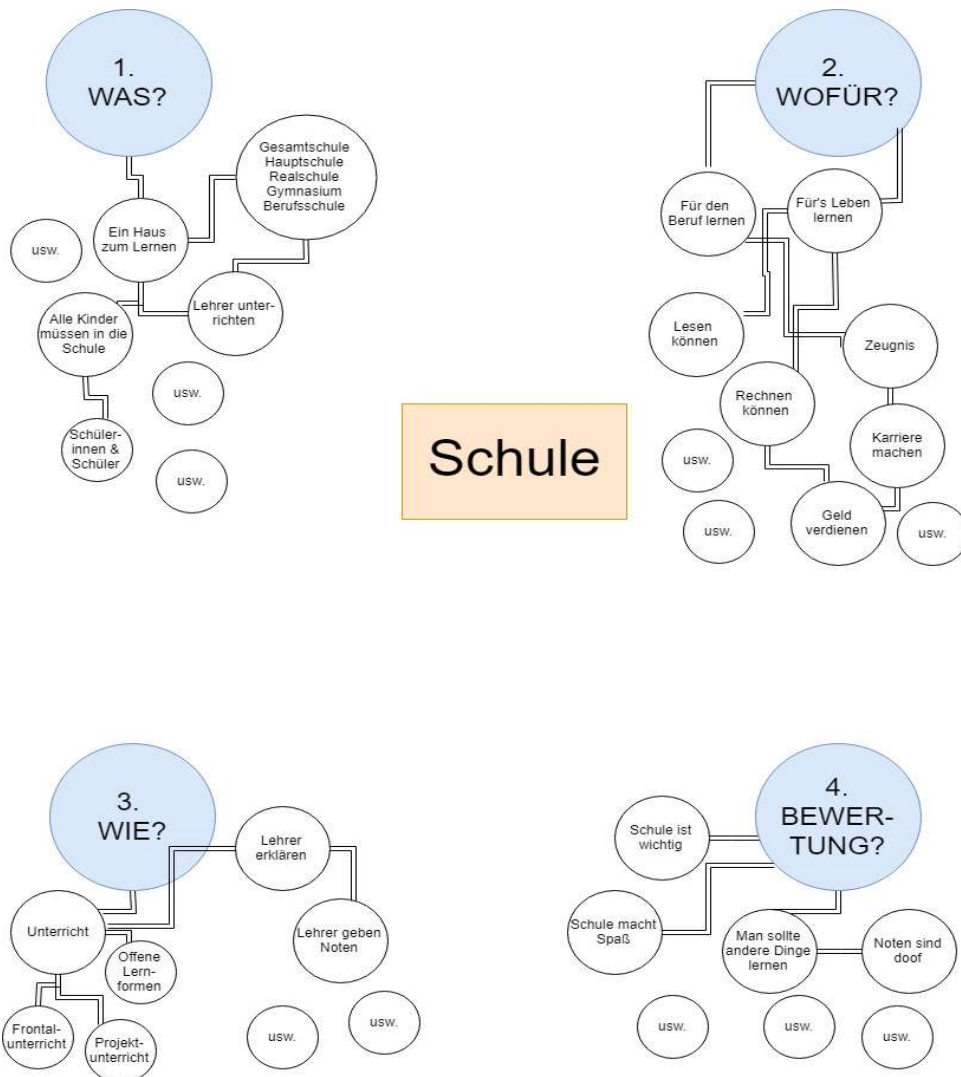 1.
WAS?
Gesamtschule
Hauptschule
Realschule
Gymnasium
Berufsschule
Ein Haus
zum Lernen
usw.
Alle Kinder
müssen in die
Schule
Lehrer unter-
richten
usw.
Schüler-
innen &
Schüler
usw.
2.
WOFÜR?
Für den
Beruf lernen
Für's Leben
lernen
Lesen
können
Zeugnis
Rechnen
können
Karriere
machen
usw.
Geld
verdienen
usw.
usw.
Schule
3.
WIE?
Lehrer
erklären
Unterricht
Lehrer geben
Noten
Offene
Lern-
formen
Frontal-
unterricht
Projekt-
unterricht
usw.
usw.
4.
BEWER-
TUNG?
Schule ist
wichtig
Schule macht
Spaß
Man sollte
andere Dinge
lernen
Noten sind
doof
usw.
usw.
usw.